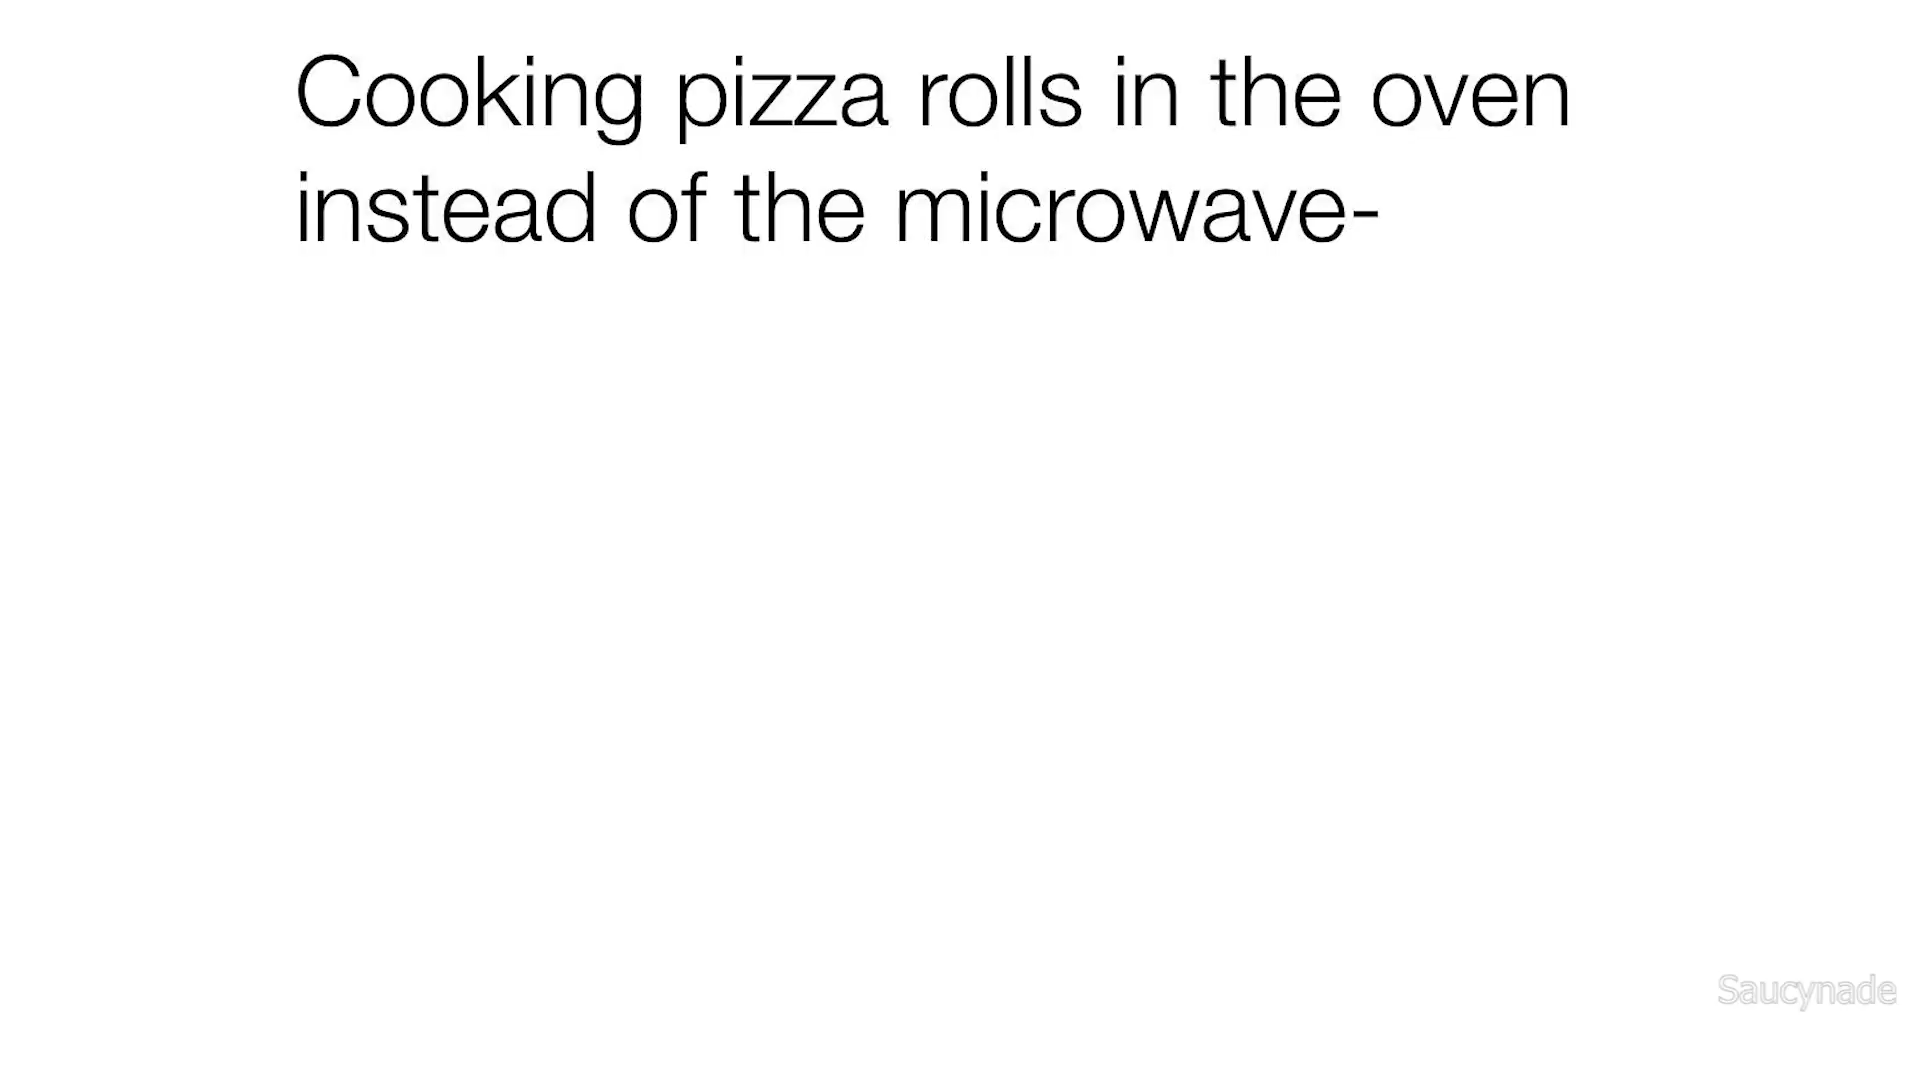 Cooking pizza rolls in the oven
instead of the microwave-
Saucynade